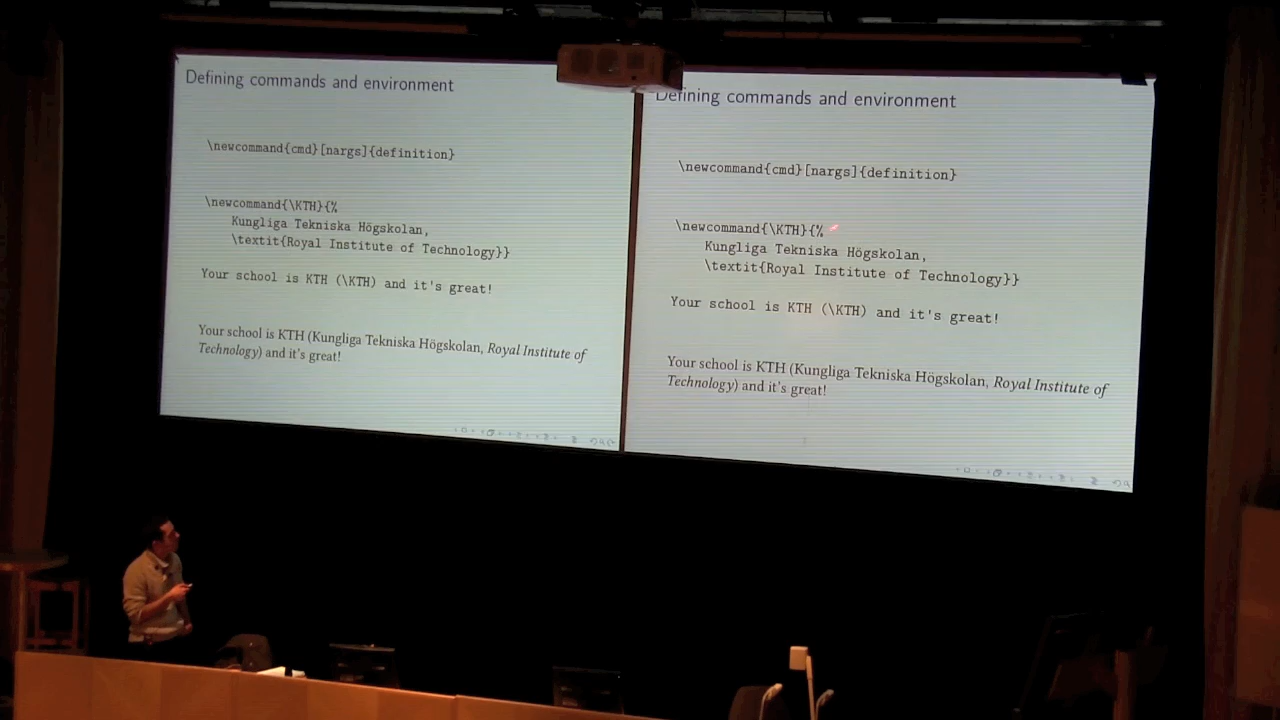 Defining commands and environment
\newcommand{cmd}[nargs]{definition}
\newcommand{\KTH}{%
Kungliga Tekniska Högskolan,
\textit{Royal Institute of Technology}}
Your school is KTH (\KTH) and it's great!
Your school is KTH (Kungliga Tekniska Högskolan, Royal Institute of
Technology) and it's great!
Defining commands and environment
\newcommand{cmd}[nargs]{definition}
\newcommand{\KTH}{%
Kungliga Tekniska Högskolan,
\textit{Royal Institute of Technology}}
Your school is KTH (\KTH) and it's great!
Your school is KTH (Kungliga Tekniska Högskolan, Royal Institute of
Technology) and it's great!